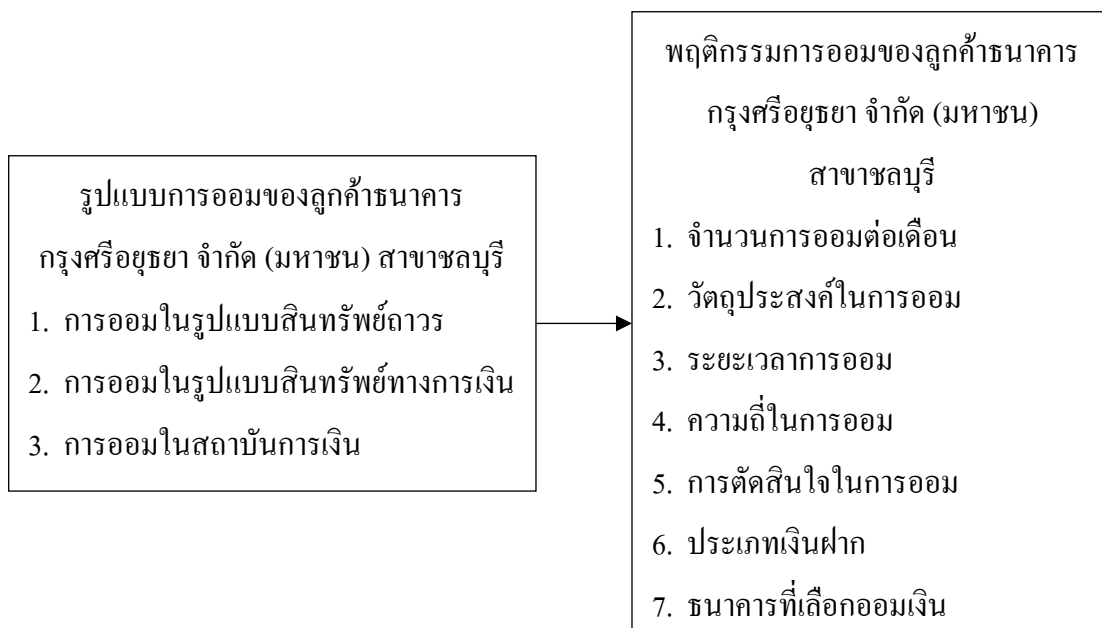 รูปแบบการออมของลูกค้าธนาคาร
กรุงศรีอยุธยา จำกัด (มหาชน) สาขาชลบุรี
1. การออมในรูปแบบสินทรัพย์ถาวร
2. การออมในรูปแบบสินทรัพย์ทางการเงิน
3. การออมในสถาบันการเงิน
พฤติกรรมการออมของลูกค้าธนาคาร
กรุงศรีอยุธยา จำกัด (มหาชน)
สาขาชลบุรี
1. จำนวนการออมต่อเดือน
2. วัตถุประสงค์ในการออม
3. ระยะเวลาการออม
4. ความถี่ในการออม
5. การตัดสินใจในการออม
6. ประเภทเงินฝาก
7. ธนาคารที่เลือกออมเงิน